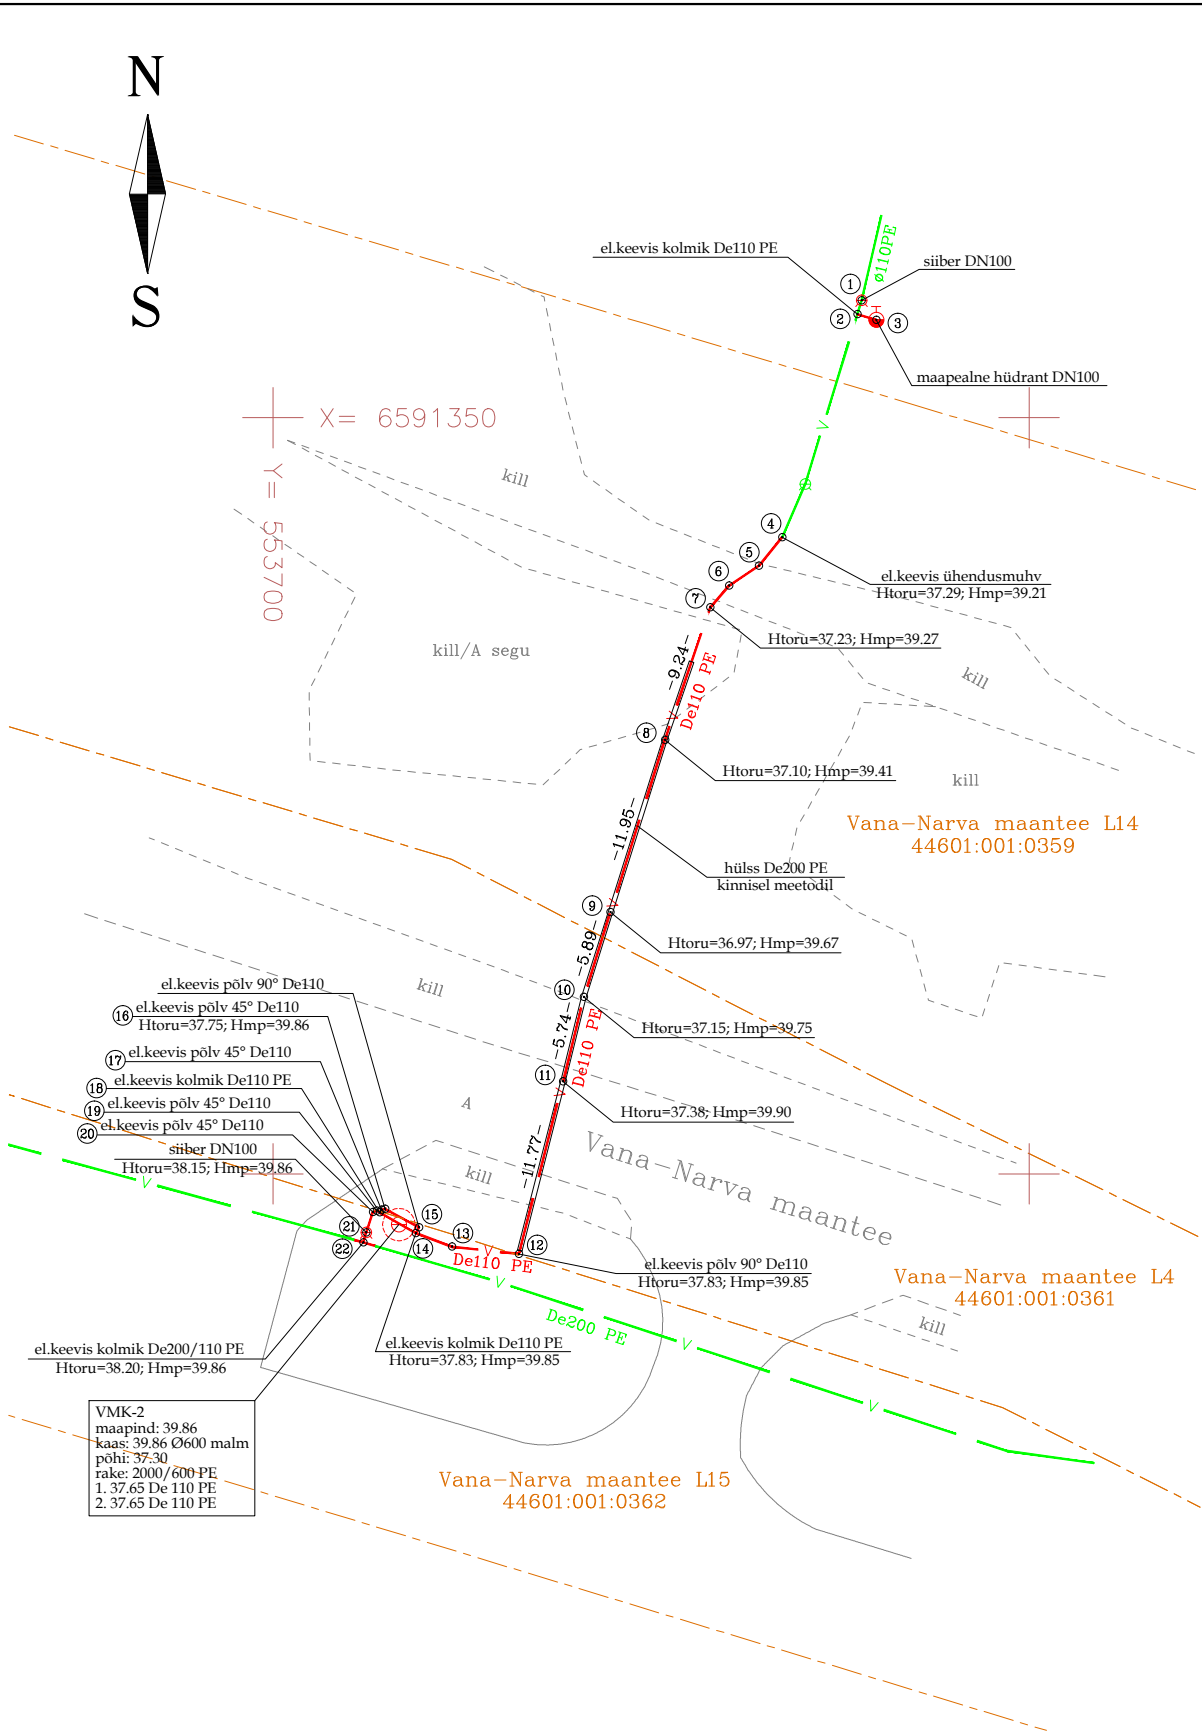 N
S
el.keevis kolmik De110 PE
ø110PE
siiber DN100
1
2
3
maapealne hüdrant DN100
X= 6591350
Y= 553700
kill
V
4
5
6
7
el.keevis ühendusmuhv
Htoru=37.29; Hmp=39.21
Htoru=37.23; Hmp=39.27
kill/A segu
kill
-9.24-
De110 PE
V
8
Htoru=37.10; Hmp=39.41
kill
Vana-Narva maantee L14
44601:001:0359
-11.95-
hülss De200 PE
kinnisel meetodil
9
V
Htoru=36.97; Hmp=39.67
-5.89-
el.keevis põlv 90° De110
kill
10
16
el.keevis põlv 45° De110
Htoru=37.75; Hmp=39.86
Htoru=37.15; Hmp=39.75
-5.74-
De110 PE
17
el.keevis põlv 45° De110
18
el.keevis kolmik De110 PE
11
V
19
el.keevis põlv 45° De110
A
Htoru=37.38; Hmp=39.90
20
el.keevis põlv 45° De110
siiber DN100
Htoru=38.15; Hmp=39.86
-11.77-
Vana-Narva maantee
V
kill
21
22
15
14
13
V
De110 PE
12
el.keevis põlv 90° De110
Htoru=37.83; Hmp=39.85
V
Vana-Narva maantee L4
44601:001:0361
De200 PE
V
kill
el.keevis kolmik De200/110 PE
Htoru=38.20; Hmp=39.86
el.keevis kolmik De110 PE
Htoru=37.83; Hmp=39.85
V
VMK-2
maapind: 39.86
kaas: 39.86 Ø600 malm
põhi: 37.30
rake: 2000/600 PE
1. 37.65 De 110 PE
2. 37.65 De 110 PE
Vana-Narva maantee L15
44601:001:0362